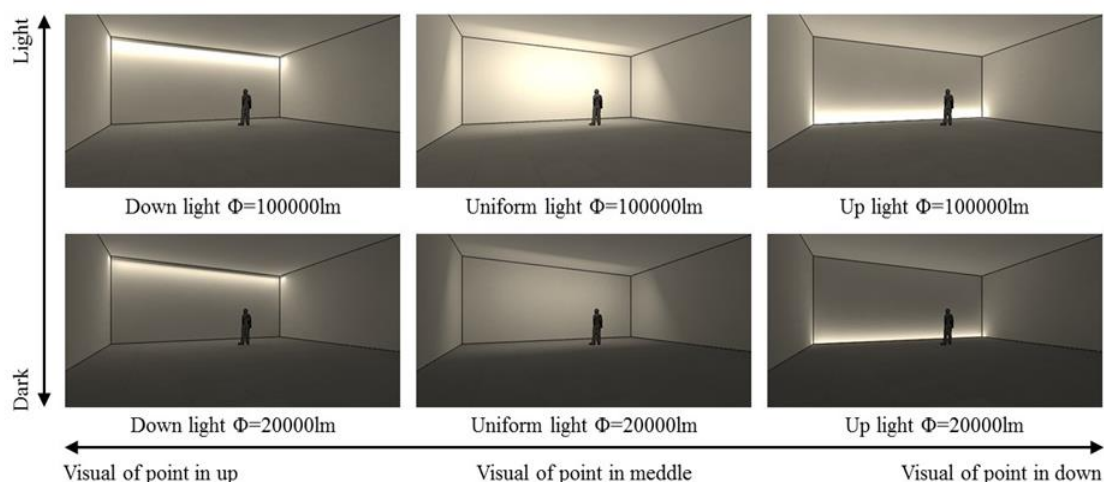 Light
Down light Φ=100000lm
Uniform light Φ=100000lm
Up light Φ=100000lm
Dark
Down light Φ=20000lm
Uniform light Φ=20000lm
Up light Φ=20000lm
Visual of point in up
Visual of point in meddle
Visual of point in down